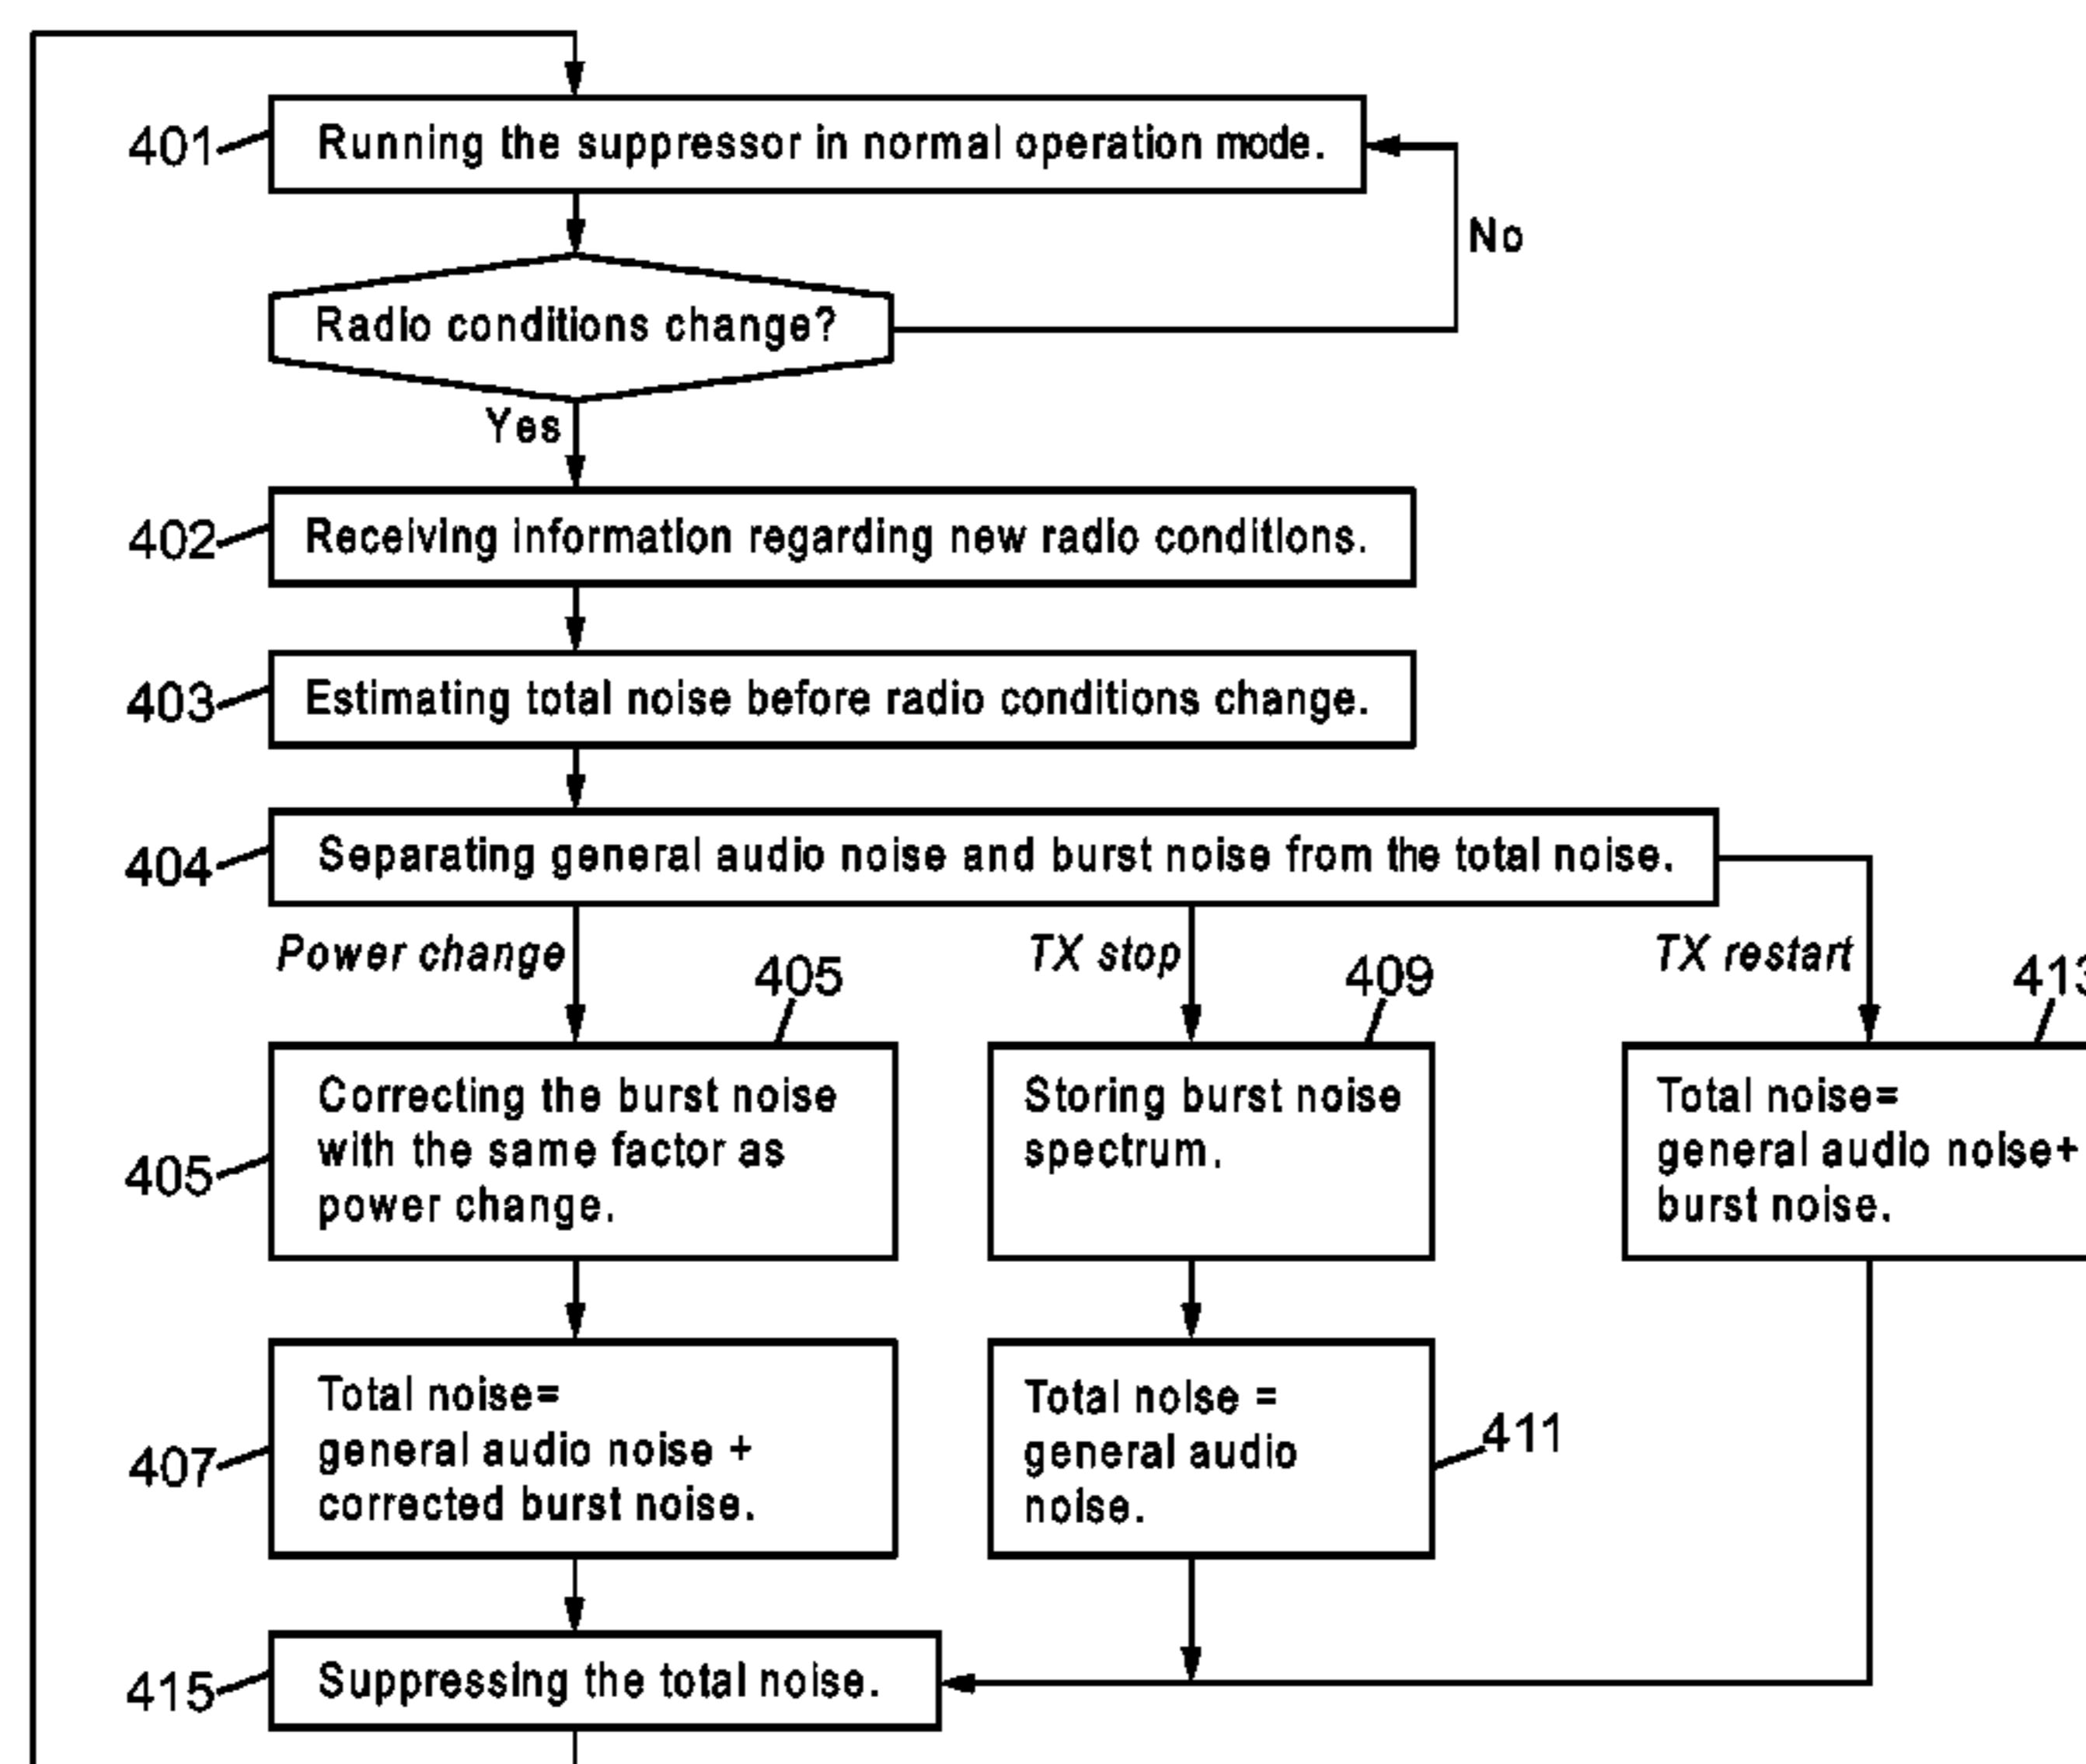 401
Running the suppressor in normal operation mode.
No
Radio conditions change?
Yes
402
Receiving information regarding new radio conditions.
403
Estimating total noise before radio conditions change.
404
Separating general audio noise and burst noise from the total noise.
Power change
TX stop
TX restart
405
409
413
405
Correcting the burst noise
with the same factor as
power change.
Storing burst noise
spectrum.
Total noise=
general audio noise+
burst noise.
407
Total noise=
general audio noise +
corrected burst noise.
Total noise =
general audio
noise.
411
415
Suppressing the total noise.